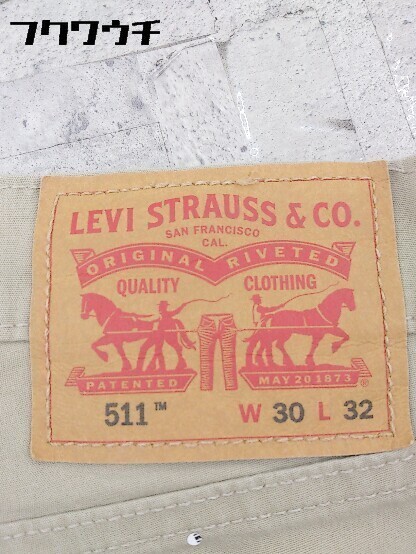 フクワウチ
LEVI STRAUSS & CO.
SAN FRANCISCO
CAL.
ORIGINAL RIVETED
QUALITY CLOTHING
PATENTED MAY 20 1873 ®
511™ W 30 L 32